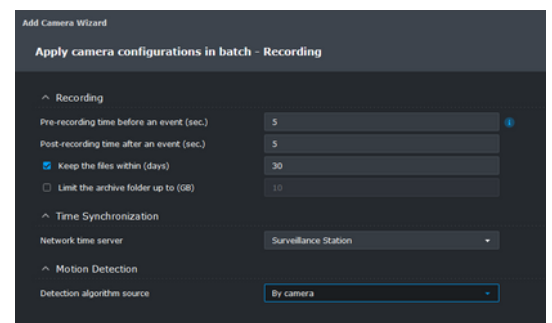 Add Camera Wizard
Apply camera configurations in batch - Recording
Recording
Pre-recording time before an event (sec.) 5
Post-recording time after an event (sec.) 5
Keep the files within (days) 30
Limit the archive folder up to (GB) 10
Time Synchronization
Network time server Surveillance Station
Motion Detection
Detection algorithm source By camera